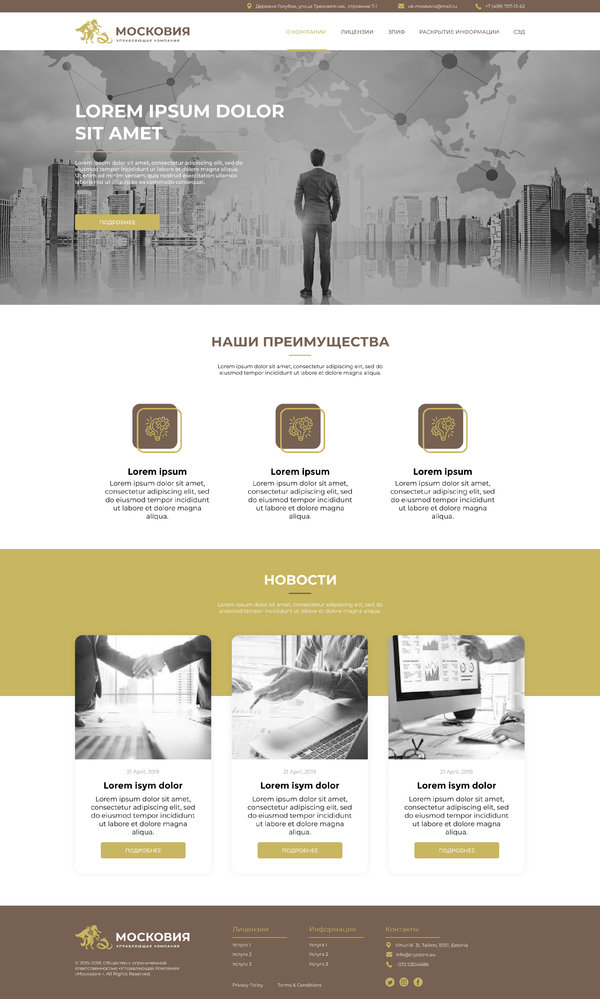 Деревня Голубое, улица Трехсвятская, строение 7-1
uk-moskovia@mail.ru
+7 (499) 707-13-62
МОСКОВИЯ
УПРАВЛЯЮЩАЯ КОМПАНИЯ
О КОМПАНИИ
ЛИЦЕНЗИИ
ЗПИФ
РАСКРЫТИЕ ИНФОРМАЦИИ
СЭД
LOREM IPSUM DOLOR
SIT AMET
Lorem ipsum dolor sit amet, consectetur adipiscing elit, sed do
eiusmod tempor incididunt ut labore et dolore magna aliqua.
Ut enim ad minim veniam, quis nostrud exercitation ullamco
laboris nisi ut aliquip ex ea commodo consequat.
ПОДРОБНЕЕ
НАШИ ПРЕИМУЩЕСТВА
Lorem ipsum dolor sit amet, consectetur adipiscing elit, sed do
eiusmod tempor incididunt ut labore et dolore magna aliqua.
Lorem ipsum
Lorem ipsum dolor sit amet,
consectetur adipiscing elit, sed
do eiusmod tempor incididunt
ut labore et dolore magna
aliqua.
Lorem ipsum
Lorem ipsum dolor sit amet,
consectetur adipiscing elit, sed
do eiusmod tempor incididunt
ut labore et dolore magna
aliqua.
Lorem ipsum
Lorem ipsum dolor sit amet,
consectetur adipiscing elit, sed
do eiusmod tempor incididunt
ut labore et dolore magna
aliqua.
НОВОСТИ
Lorem ipsum dolor sit amet, consectetur adipiscing elit, sed do
eiusmod tempor incididunt ut labore et dolore magna aliqua.
21 April, 2019
Lorem isym dolor
Lorem ipsum dolor sit amet,
consectetur adipiscing elit, sed
do eiusmod tempor incididunt
ut labore et dolore magna
aliqua.
ПОДРОБНЕЕ
21 April, 2019
Lorem isym dolor
Lorem ipsum dolor sit amet,
consectetur adipiscing elit, sed
do eiusmod tempor incididunt
ut labore et dolore magna
aliqua.
ПОДРОБНЕЕ
21 April, 2019
Lorem isym dolor
Lorem ipsum dolor sit amet,
consectetur adipiscing elit, sed
do eiusmod tempor incididunt
ut labore et dolore magna
aliqua.
ПОДРОБНЕЕ
МОСКОВИЯ
УПРАВЛЯЮЩАЯ КОМПАНИЯ
© 2015-2019, Общество с ограниченной
ответственностью «Управляющая Компания
«Московия». All Rights Reserved.
Лицензии
Услуга 1
Услуга 2
Услуга 3
Информация
Услуга 1
Услуга 2
Услуга 3
Контакты
Vihuri 8- 31, Tallinn, 10311, Estonia
info@cryozont.eu
+372 53554686
Privacy Policy
Terms & Conditions